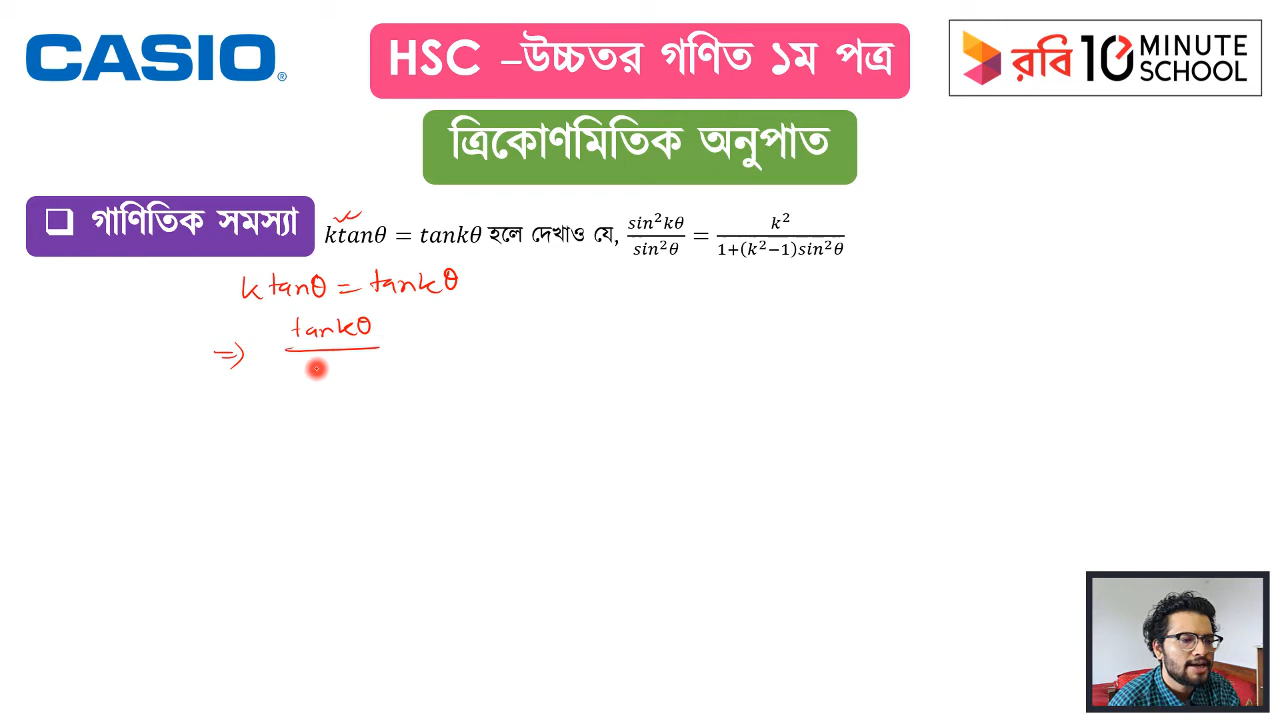 CASIO®
HSC –উচ্চতর গণিত ১ম পত্র
রবি 10 MINUTE SCHOOL
ত্রিকোণমিতিক অনুপাত
❑ গাণিতিক সমস্যা
ktanθ = tankθ হলে দেখাও যে, sin²kθ/sin²θ = k²/1+(k²−1)sin²θ
k tanθ = tankθ
⇒ tankθ